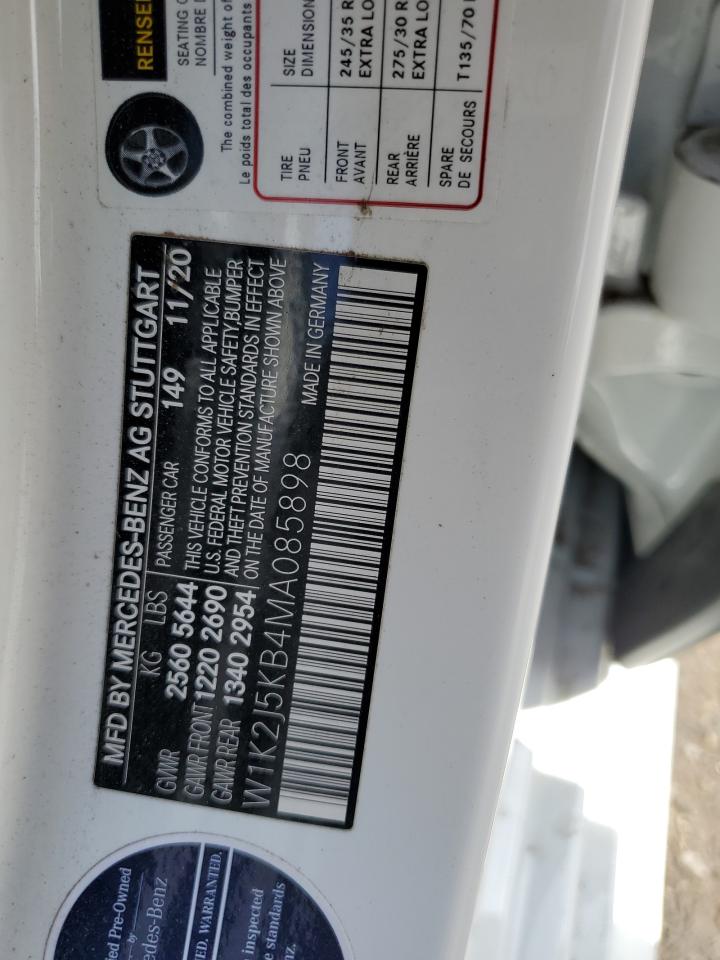 MFD BY MERCEDES-BENZ AG STUTTGART
KG LBS PASSENGER CAR 149 11/20
GVWR 2560 5644 THIS VEHICLE CONFORMS TO ALL APPLICABLE
GAWR FRONT 1220 2690 U.S. FEDERAL MOTOR VEHICLE SAFETY, BUMPER
GAWR REAR 1340 2954 AND THEFT PREVENTION STANDARDS IN EFFECT
ON THE DATE OF MANUFACTURE SHOWN ABOVE
W1K2J5KB4MA085898 MADE IN GERMANY
SEATING
NOMBRE
The combined weight of
Le poids total des occupants
TIRE SIZE
PNEU DIMENSION
FRONT 245/35 R
AVANT EXTRA LO
REAR 275/30 R
ARRIÈRE EXTRA LO
SPARE T135/70
DE SECOURS
RENSEI
ed Pre-Owned
by
edes-Benz
ED. WARRANTED.
inspected
e standards
nz.